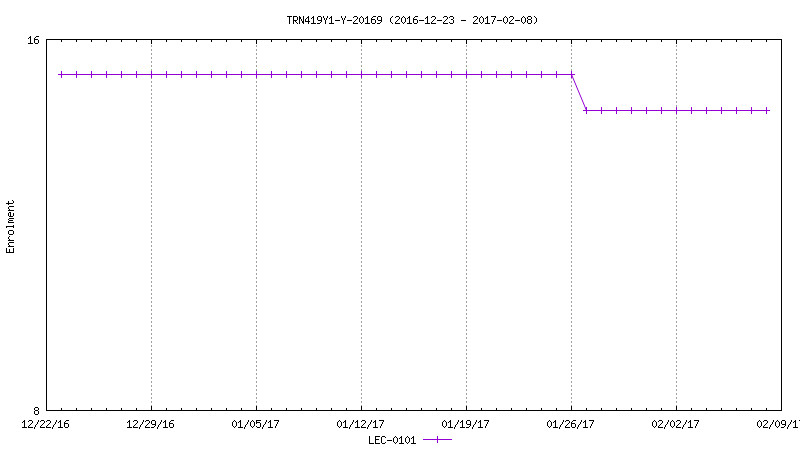 TRN419Y1-Y-20169 (2016-12-23 - 2017-02-08)
16
Enrolment
8
12/22/16 12/29/16 01/05/17 01/12/17 01/19/17 01/26/17 02/02/17 02/09/1
LEC-0101